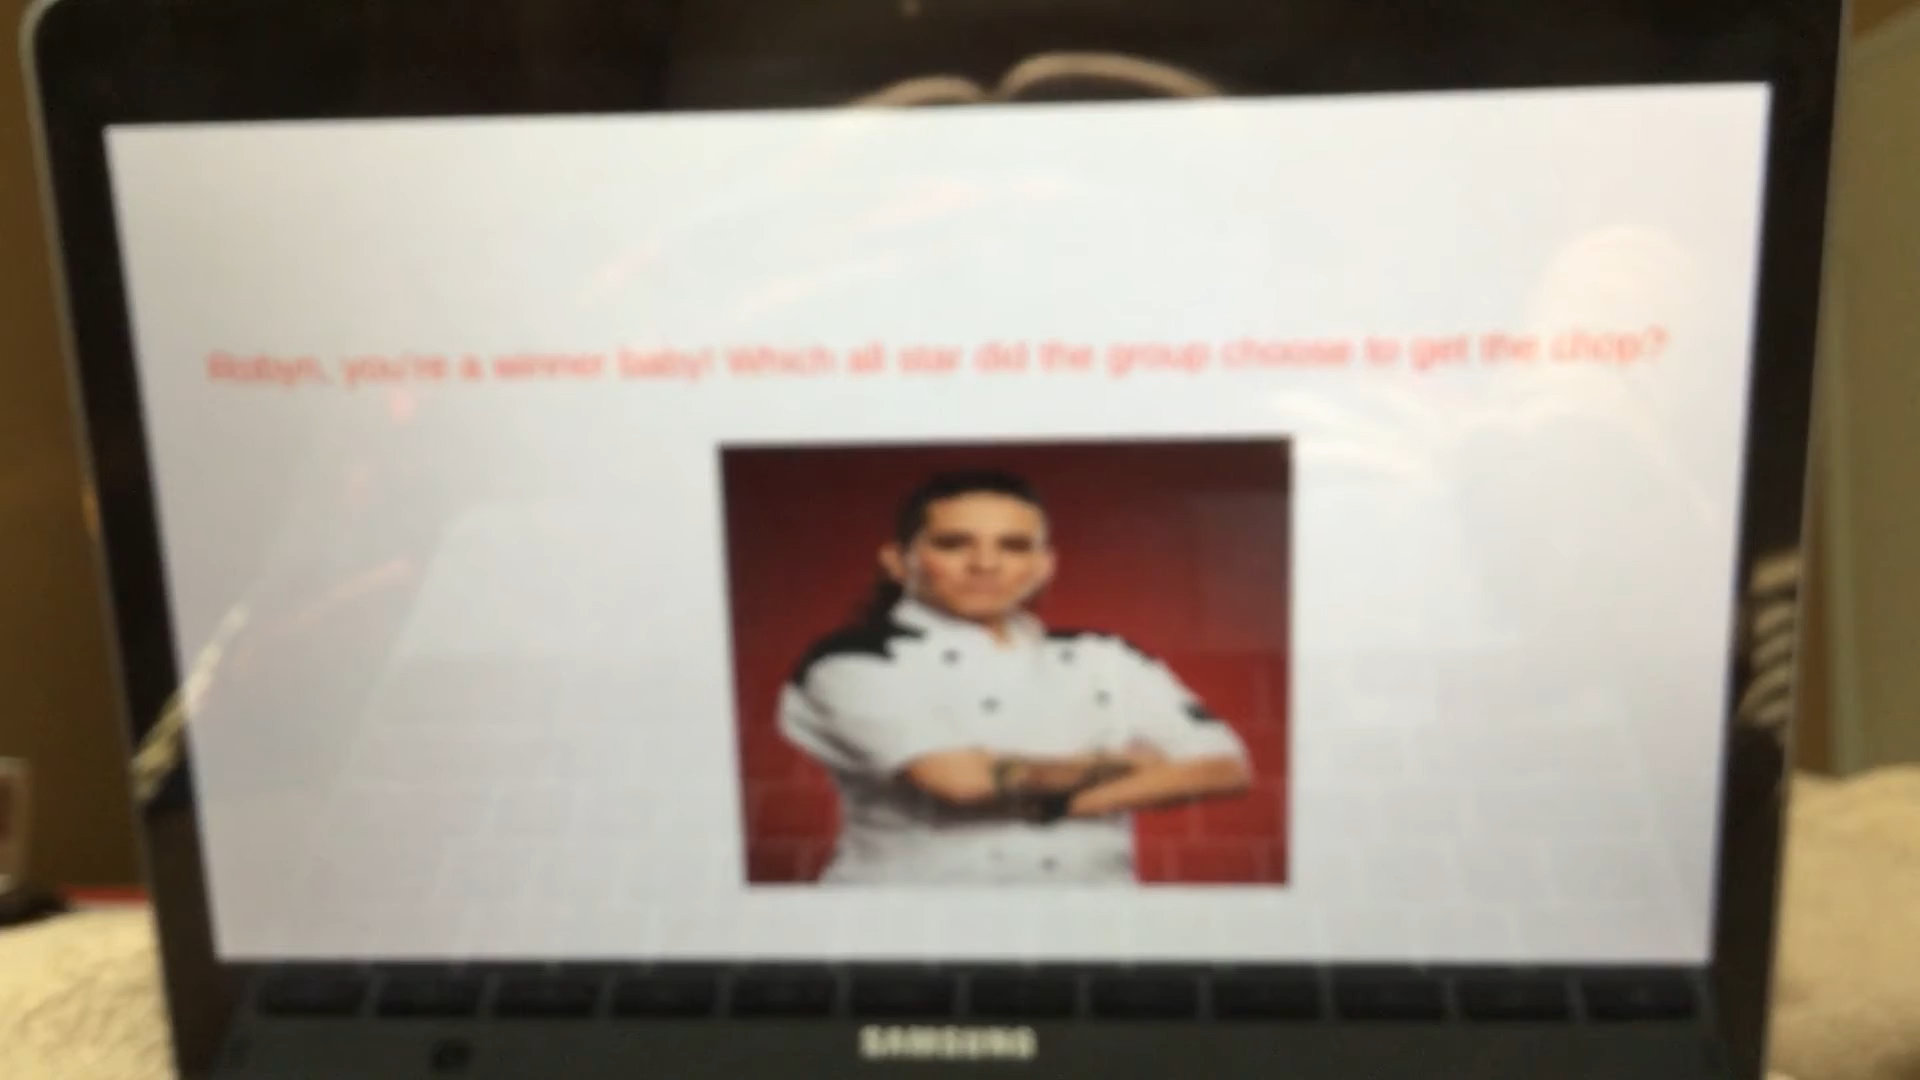 Robyn, you're a winner baby! Which all star did the group choose to get the chop?
SAMSUNG